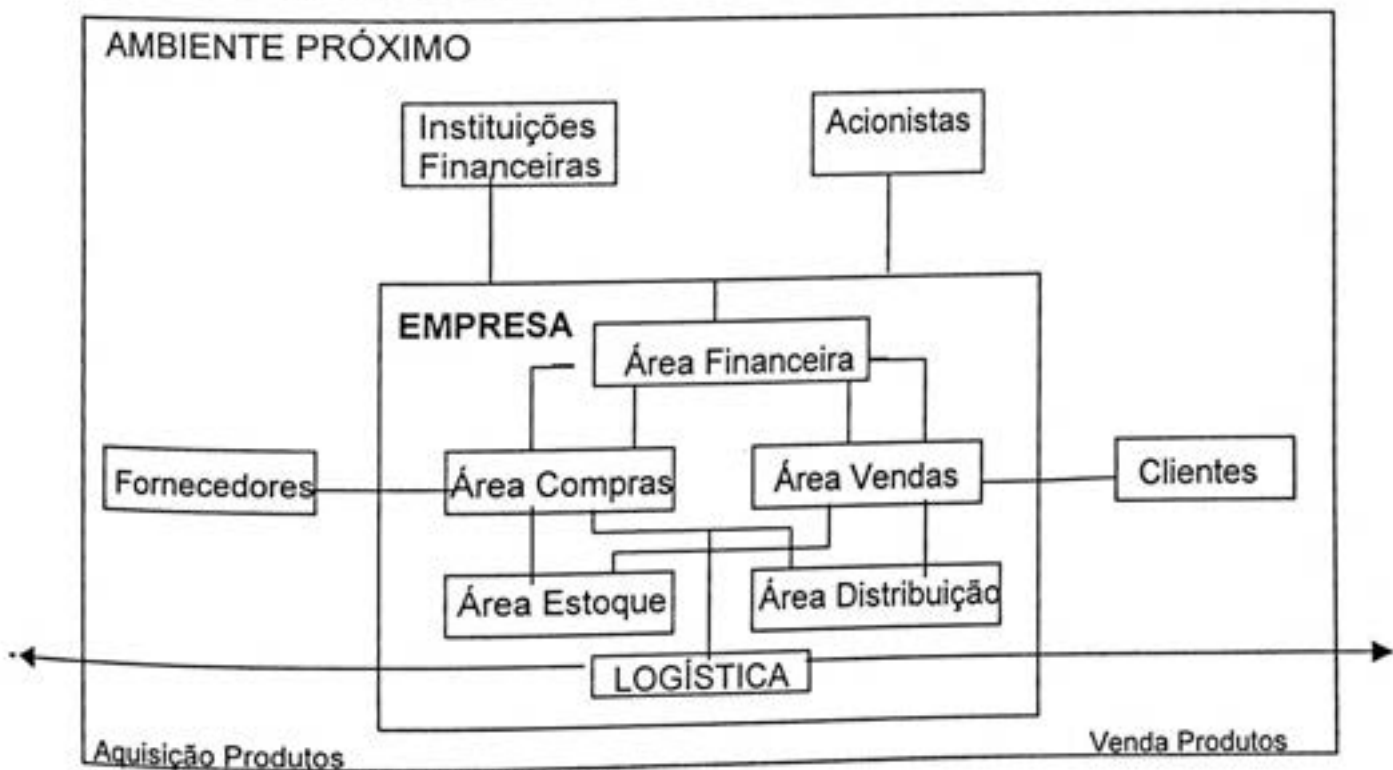 AMBIENTE PRÓXIMO
Instituições
Financeiras
Acionistas
EMPRESA
Área Financeira
Fornecedores
Área Compras
Área Vendas
Clientes
Área Estoque
Área Distribuição
LOGÍSTICA
Aquisição Produtos
Venda Produtos